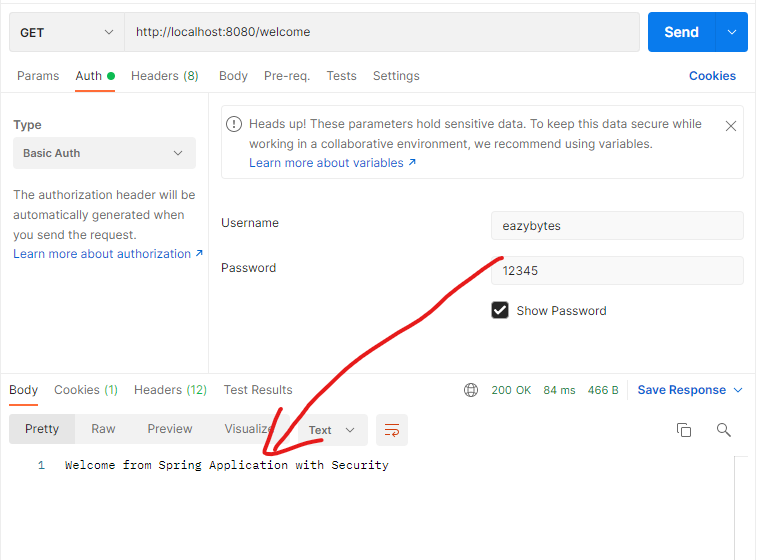 GET http://localhost:8080/welcome Send
Params Auth Headers (8) Body Pre-req. Tests Settings Cookies
Type
Basic Auth
The authorization header will be
automatically generated when
you send the request.
Learn more about authorization ↗
Heads up! These parameters hold sensitive data. To keep this data secure while
working in a collaborative environment, we recommend using variables.
Learn more about variables ↗
Username eazybytes
Password 12345
Show Password
Body Cookies (1) Headers (12) Test Results 200 OK 84 ms 466 B Save Response
Pretty Raw Preview Visualize Text
1 Welcome from Spring Application with Security